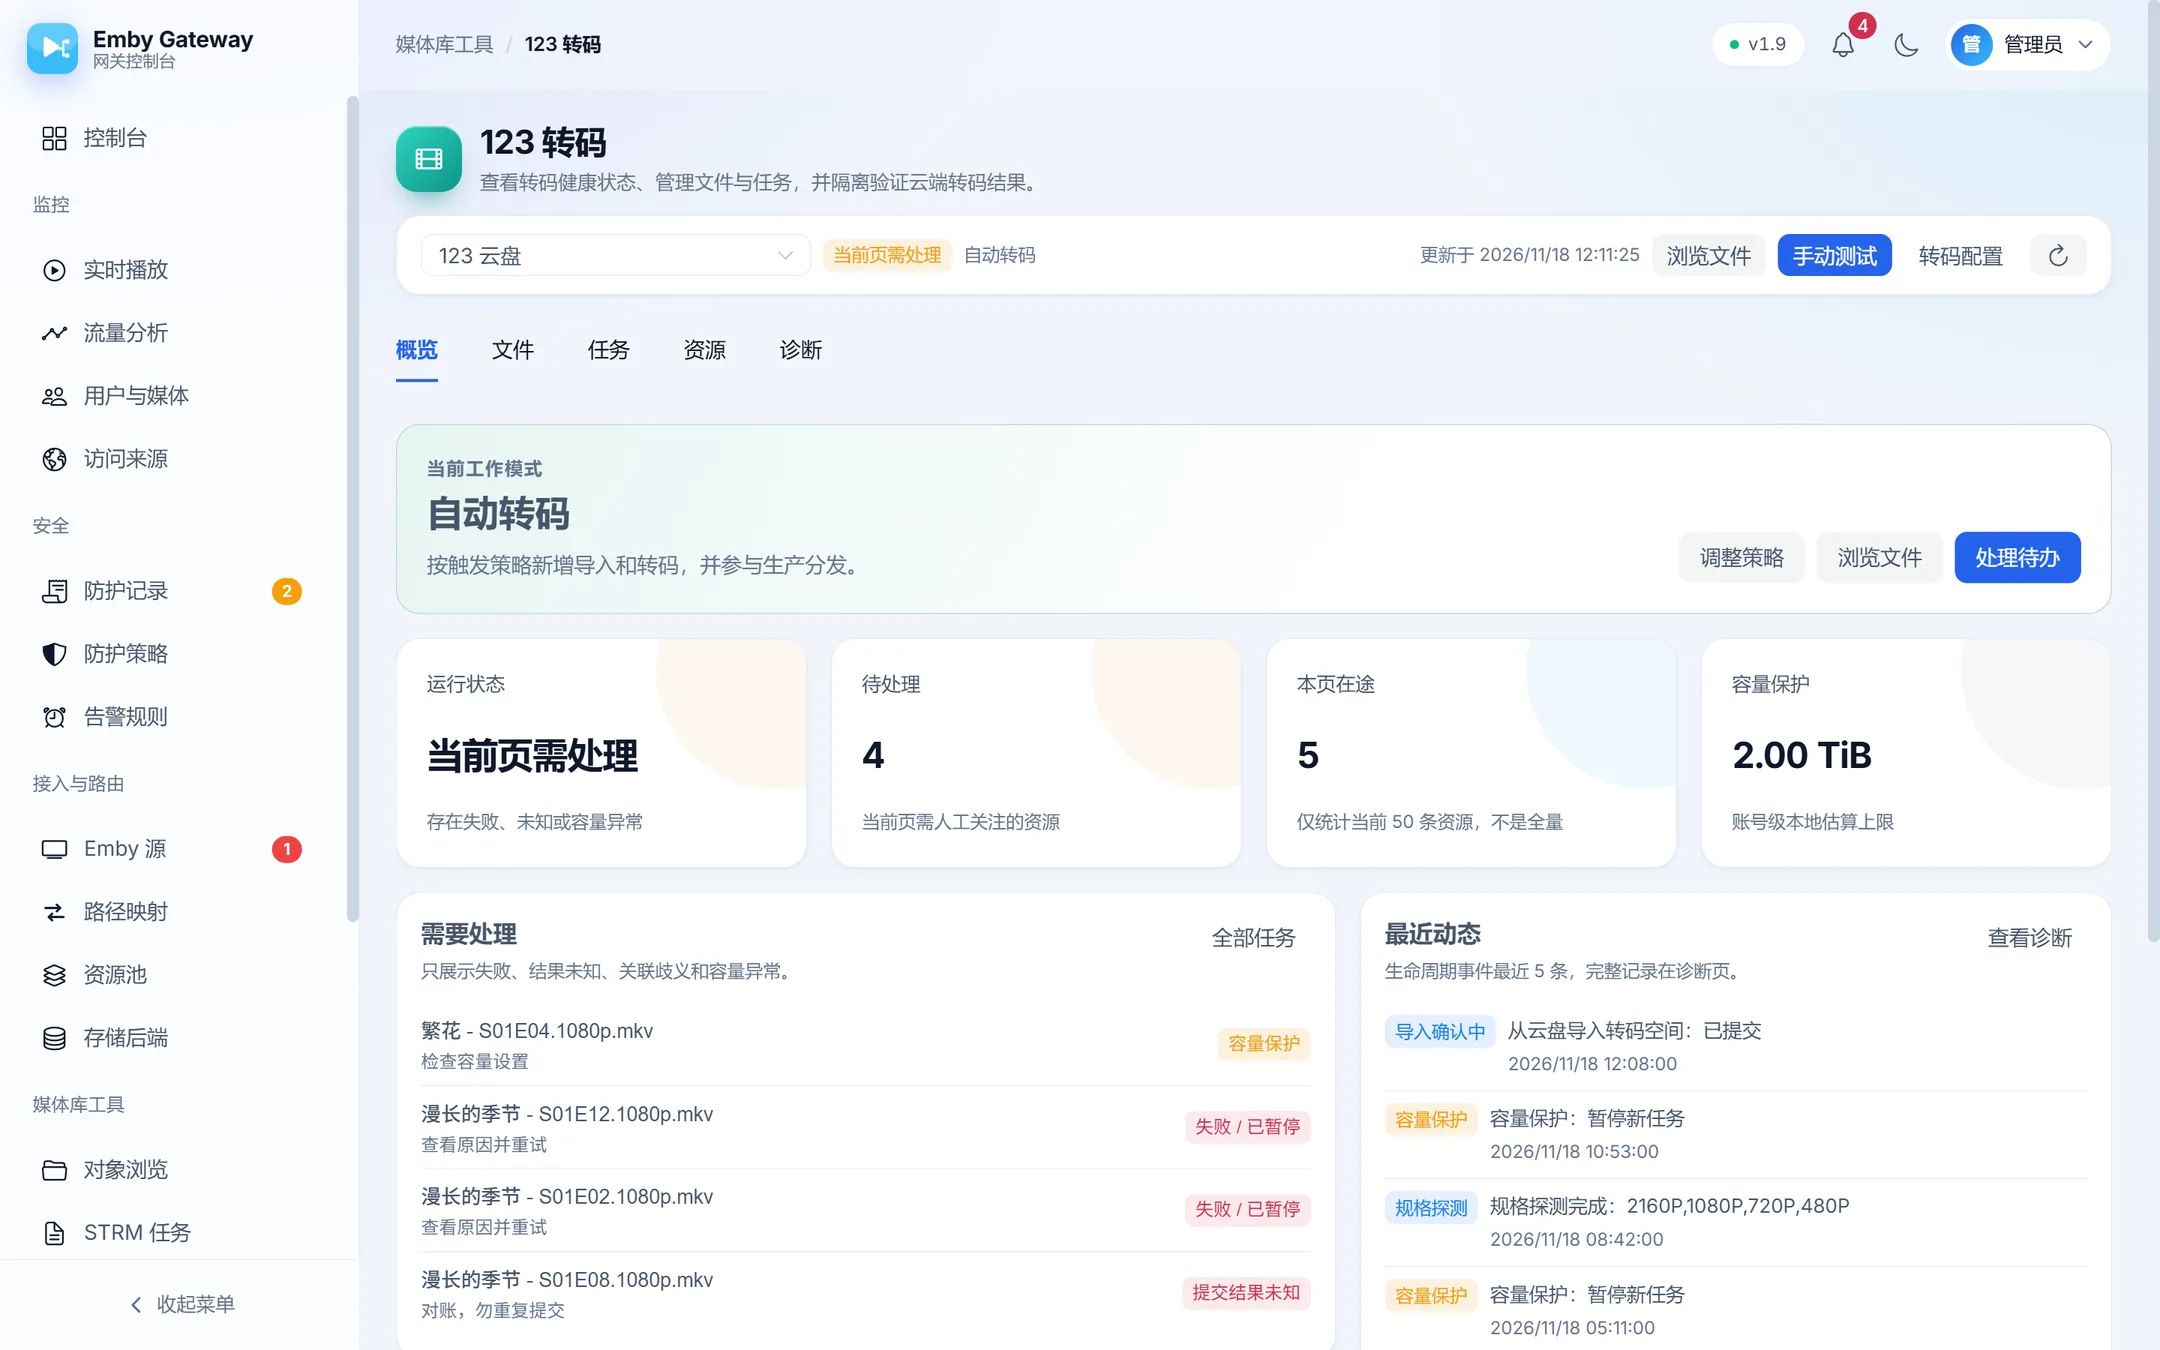 Emby Gateway
网关控制台
控制台
监控
实时播放
流量分析
用户与媒体
访问来源
安全
防护记录 2
防护策略
告警规则
接入与路由
Emby 源 1
路径映射
资源池
存储后端
媒体库工具
对象浏览
STRM 任务
收起菜单
媒体库工具 / 123 转码
v1.9
4
管 管理员
123 转码
查看转码健康状态、管理文件与任务，并隔离验证云端转码结果。
123 云盘 当前页需处理 自动转码
更新于 2026/11/18 12:11:25 浏览文件 手动测试 转码配置
概览 文件 任务 资源 诊断
当前工作模式
自动转码
按触发策略新增导入和转码，并参与生产分发。
调整策略 浏览文件 处理待办
运行状态
当前页需处理
存在失败、未知或容量异常
待处理
4
当前页需人工关注的资源
本页在途
5
仅统计当前 50 条资源，不是全量
容量保护
2.00 TiB
账号级本地估算上限
需要处理
全部任务
只展示失败、结果未知、关联歧义和容量异常。
繁花 - S01E04.1080p.mkv
检查容量设置
容量保护
漫长的季节 - S01E12.1080p.mkv
查看原因并重试
失败 / 已暂停
漫长的季节 - S01E02.1080p.mkv
查看原因并重试
失败 / 已暂停
漫长的季节 - S01E08.1080p.mkv
对账，勿重复提交
提交结果未知
最近动态
查看诊断
生命周期事件最近 5 条，完整记录在诊断页。
导入确认中 从云盘导入转码空间：已提交
2026/11/18 12:08:00
容量保护 容量保护：暂停新任务
2026/11/18 10:53:00
规格探测 规格探测完成：2160P,1080P,720P,480P
2026/11/18 08:42:00
容量保护 容量保护：暂停新任务
2026/11/18 05:11:00